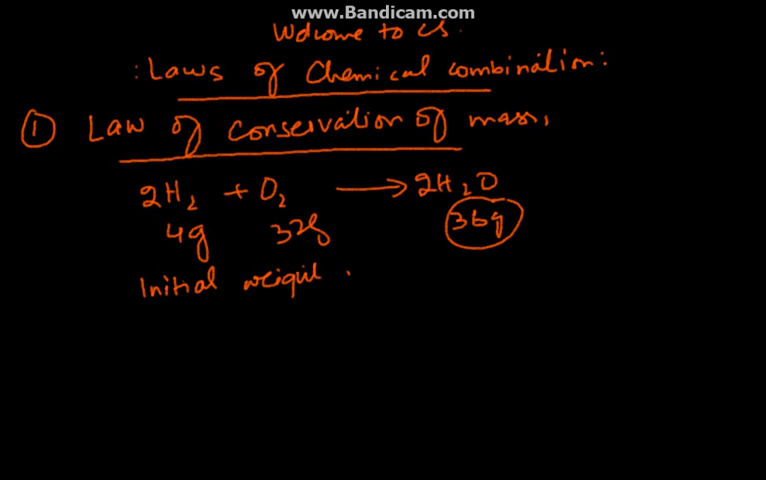 www.Bandicam.com
Welcome to CS.
:Laws of Chemical combination:
① Law of conservation of mass,
2H₂ + O₂ ⟶ 2H₂O
4g 32g 36g
Initial weight .